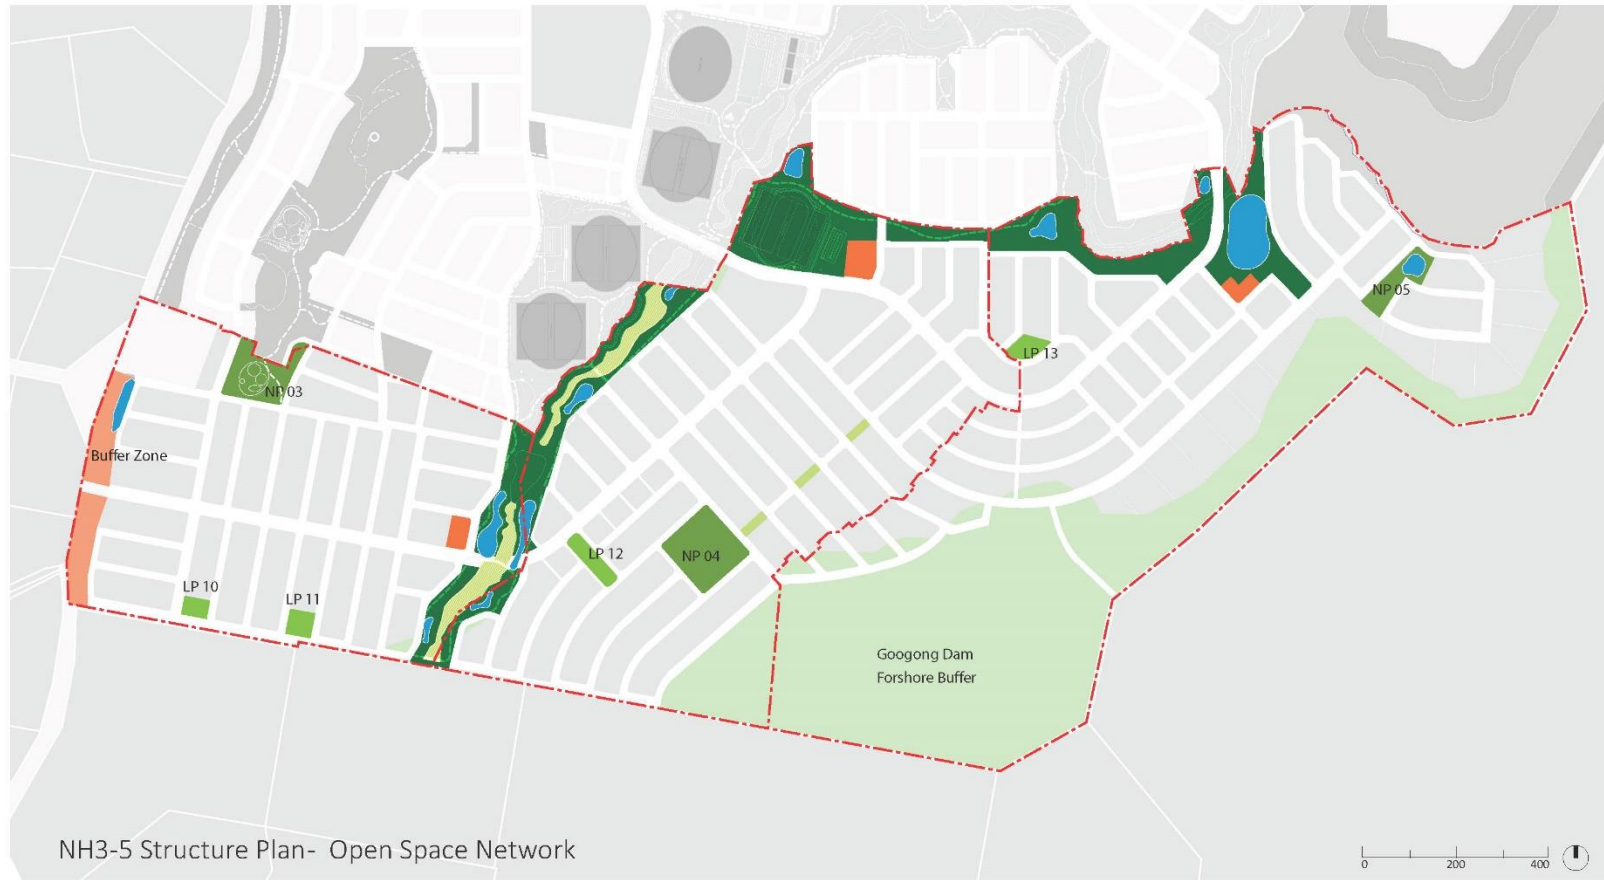 NP 05
LP 13
NP 03
Buffer Zone
LP 12
NP 04
LP 10
LP 11
Googong Dam
Forshore Buffer
NH3-5 Structure Plan- Open Space Network
0 200 400